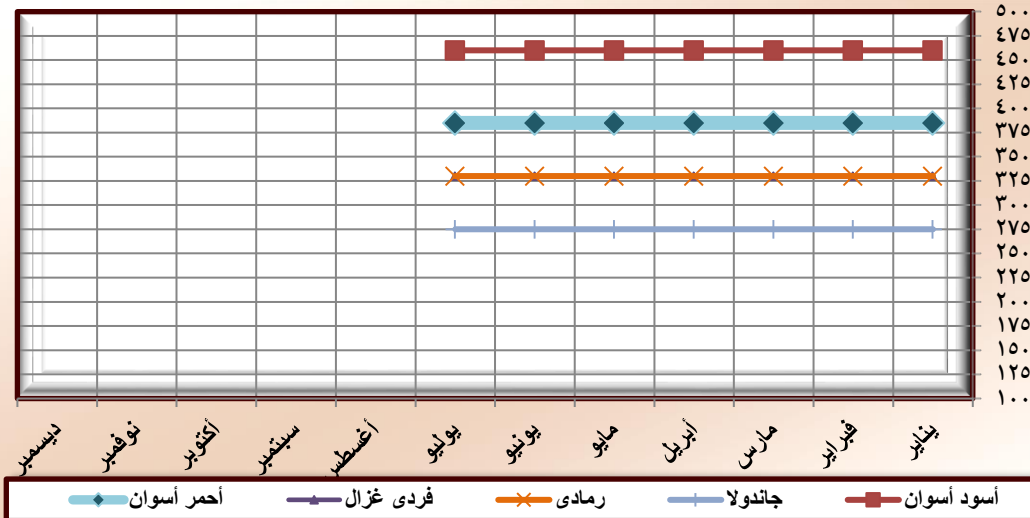 ٥٠٠
٤٧٥
٤٥٠
٤٢٥
٤٠٠
٣٧٥
٣٥٠
٣٢٥
٣٠٠
٢٧٥
٢٥٠
٢٢٥
٢٠٠
١٧٥
١٥٠
١٢٥
١٠٠
يناير
فبراير
مارس
أبريل
مايو
يونيو
يوليو
أغسطس
سبتمبر
أكتوبر
نوفمبر
ديسمبر
أسود أسوان جاندولا رمادى فردى غزال أحمر أسوان